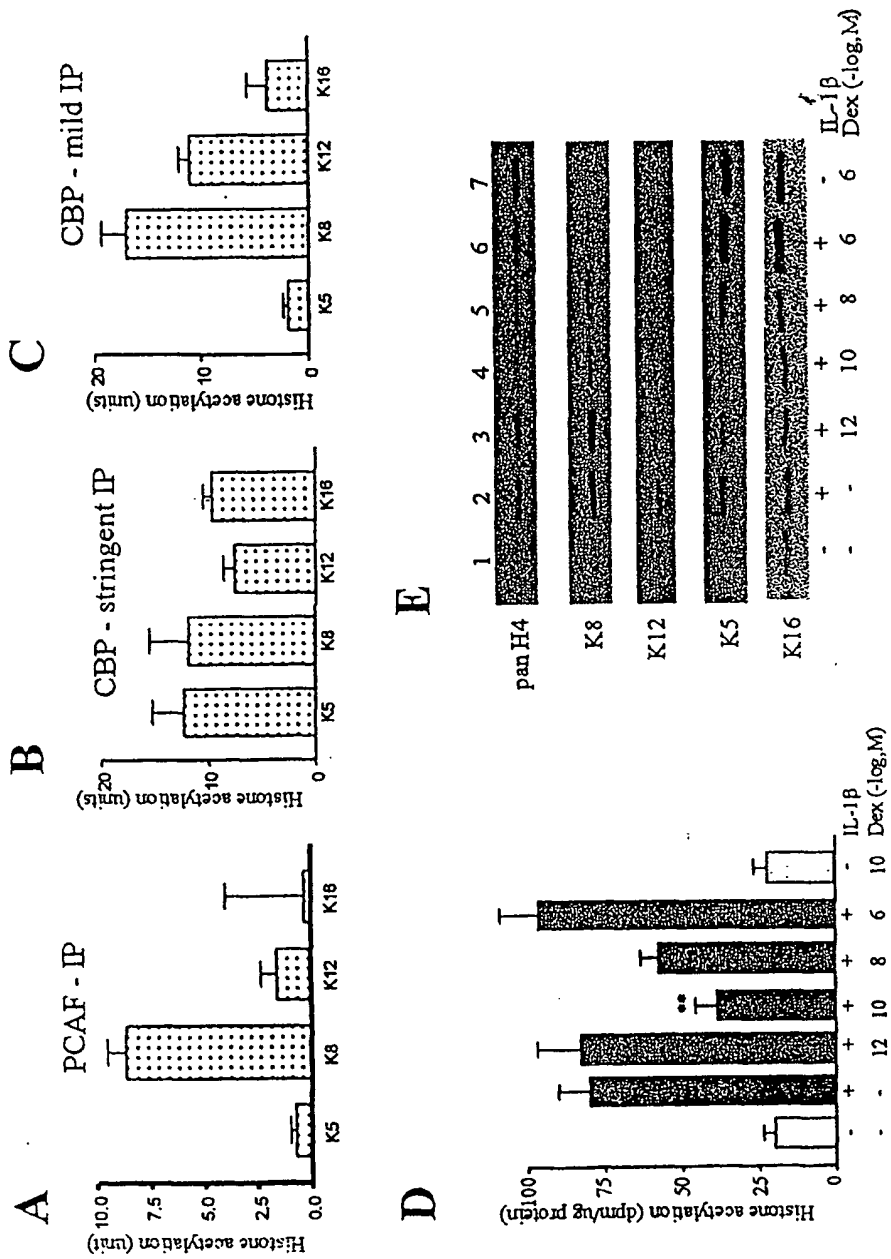 A
PCAF - IP
Histone acetylation (unit)
10.0
7.5
5.0
2.5
0.0
K5
K8
K12
K16
B
CBP - stringent IP
Histone acetylation (units)
20
10
0
K5
K8
K12
K16
C
CBP - mild IP
Histone acetylation (units)
20
10
0
K5
K8
K12
K16
D
Histone acetylation (dpm/ug protein)
100
75
50
25
0
**
- + + + + + - IL-1β
- - 12 10 8 6 10 Dex (-log,M)
E
1 2 3 4 5 6 7
pan H4
K8
K12
K5
K16
- + + + + + - IL-1β
- - 12 10 8 6 6 Dex (-log,M)